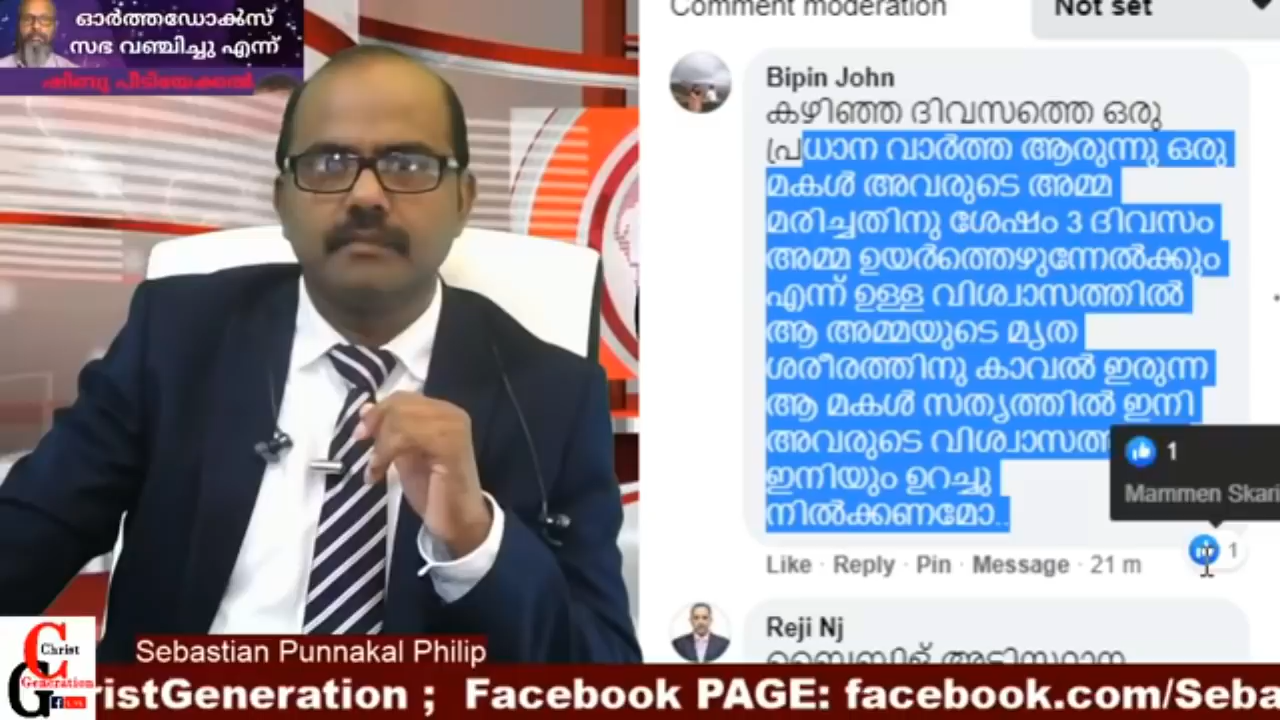 ഓർത്തഡോക്സ്
സഭ വഞ്ചിച്ചു എന്ന്
ഷിബു പീടിയേക്കൽ
Comment moderation
Not set
Bipin John
കഴിഞ്ഞ ദിവസത്തെ ഒരു
പ്രധാന വാർത്ത ആരുന്നു ഒരു
മകൾ അവരുടെ അമ്മ
മരിച്ചതിനു ശേഷം 3 ദിവസം
അമ്മ ഉയർത്തെഴുന്നേൽക്കും
എന്ന് ഉള്ള വിശ്വാസത്തിൽ
ആ അമ്മയുടെ മൃത
ശരീരത്തിനു കാവൽ ഇരുന്ന
ആ മകൾ സത്യത്തിൽ ഇനി
അവരുടെ
ഇനിയും ഉറച്ചു
നിൽക്കണമോ..
1
Mammen Skari
1
Like · Reply · Pin · Message · 21 m
Reji Nj
ബൈബിള് അടിസ്ഥാന
Sebastian Punnakal Philip
Christ
Generation
ristGeneration ; Facebook PAGE: facebook.com/Seba